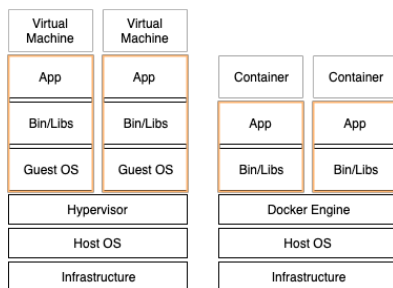 Virtual
Machine
Virtual
Machine
App
App
Container
Container
Bin/Libs
Bin/Libs
App
App
Guest OS
Guest OS
Bin/Libs
Bin/Libs
Hypervisor
Docker Engine
Host OS
Host OS
Infrastructure
Infrastructure